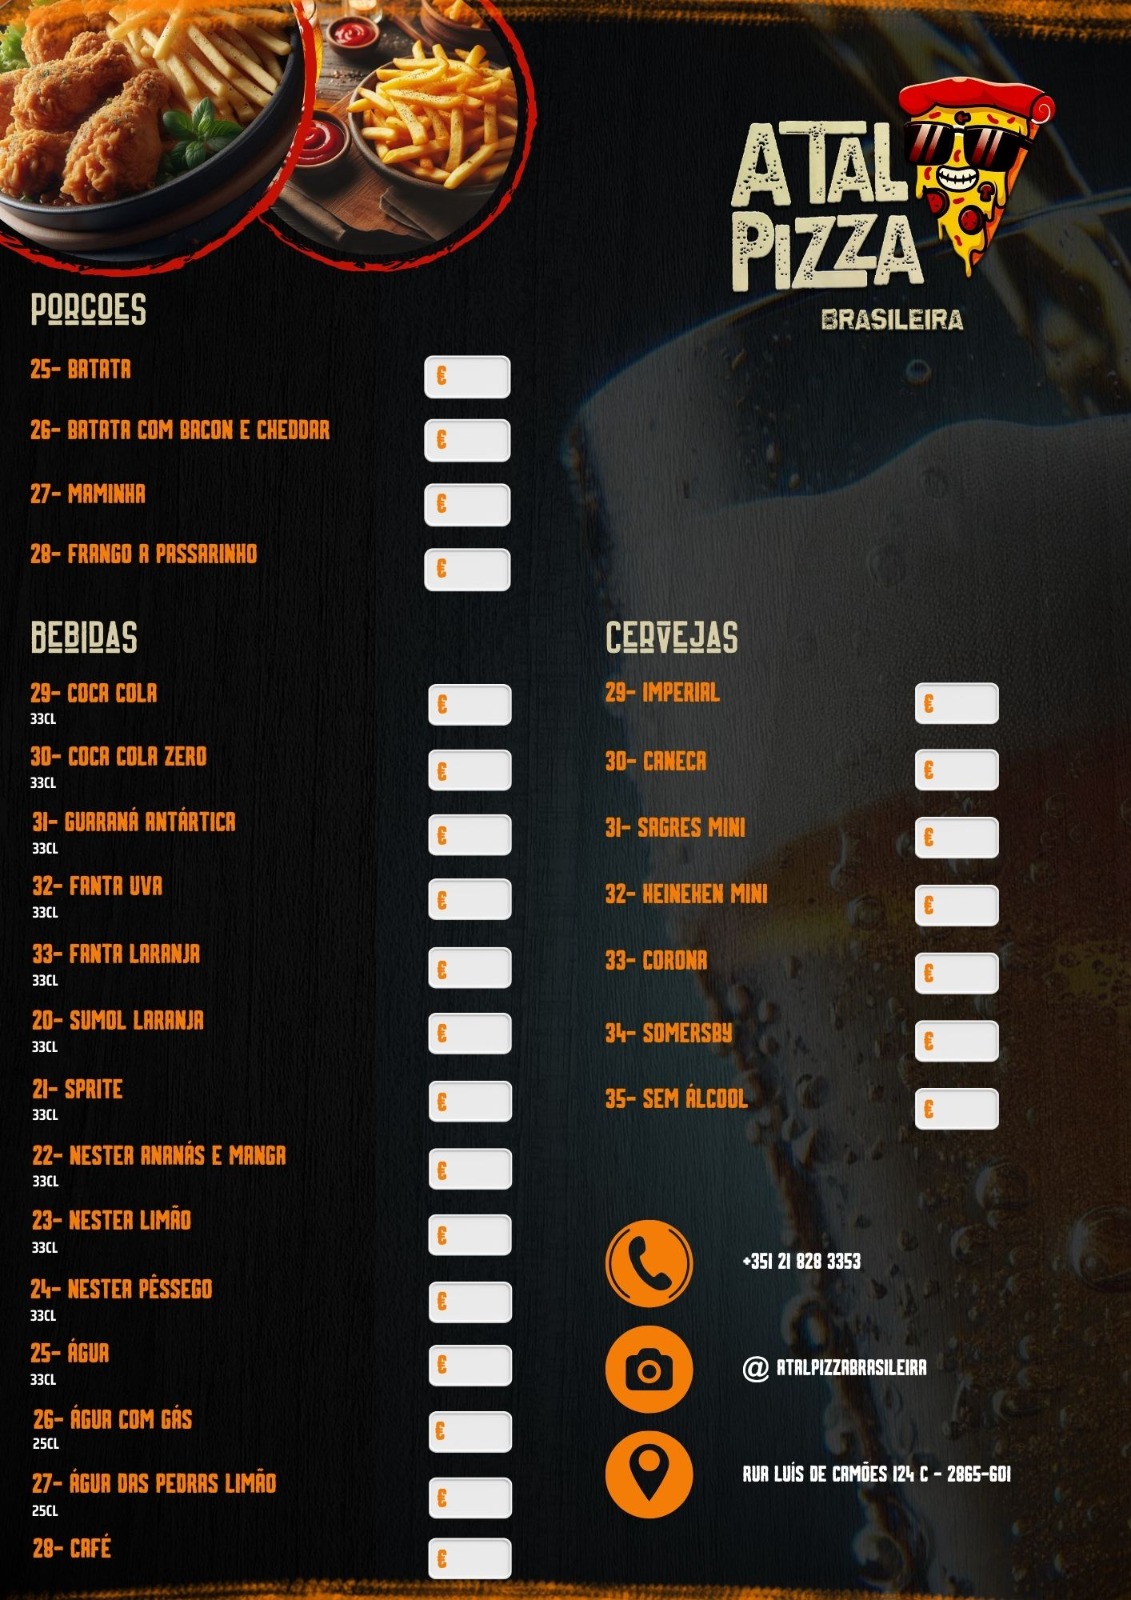 A TAL
PIZZA
BRASILEIRA
PORCOES
25- BATATA
€
26- BATATA COM BACON E CHEDDAR
€
27- MAMINHA
€
28- FRANGO A PASSARINHO
€
BEBIDAS
29- COCA COLA
€
33CL
30- COCA COLA ZERO
€
33CL
31- GUARANÁ ANTÁRTICA
€
33CL
32- FANTA UVA
€
33CL
33- FANTA LARANJA
€
33CL
20- SUMOL LARANJA
€
33CL
21- SPRITE
€
33CL
22- NESTER ANANÁS E MANGA
€
33CL
23- NESTER LIMÃO
€
33CL
24- NESTER PÊSSEGO
€
33CL
25- ÁGUA
€
33CL
26- ÁGUA COM GÁS
€
25CL
27- ÁGUA DAS PEDRAS LIMÃO
€
25CL
28- CAFÉ
€
CERVEJAS
29- IMPERIAL
€
30- CANECA
€
31- SAGRES MINI
€
32- HEINEKEN MINI
€
33- CORONA
€
34- SOMERSBY
€
35- SEM ÁLCOOL
€
+351 21 828 3353
@ ATALPIZZABRASILEIRA
RUA LUÍS DE CAMÕES 124 C - 2865-601